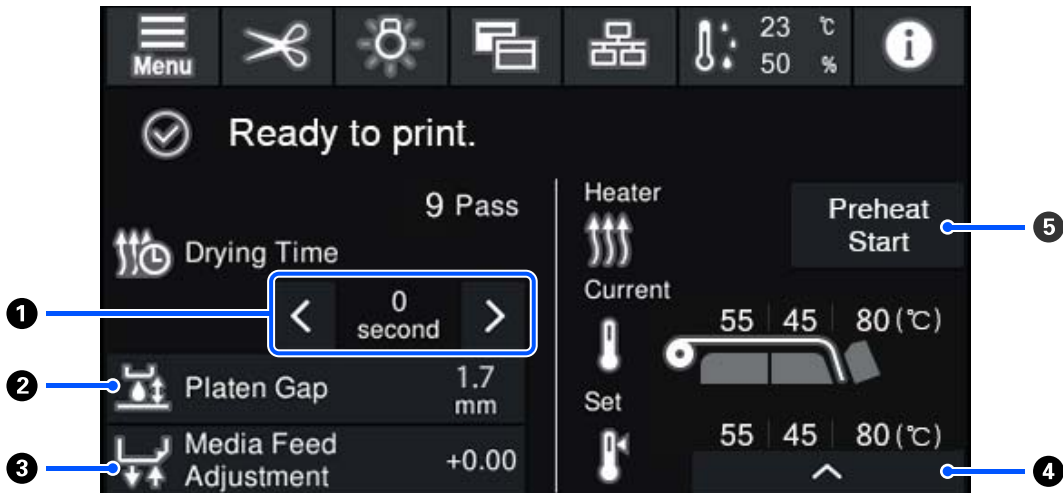 Menu
23 ℃
50 %
Ready to print.
9 Pass
Drying Time
0
second
Platen Gap
1.7
mm
Media Feed
Adjustment
+0.00
Heater
Preheat
Start
Current
55 45 80(℃)
Set
55 45 80(℃)
1
2
3
4
5